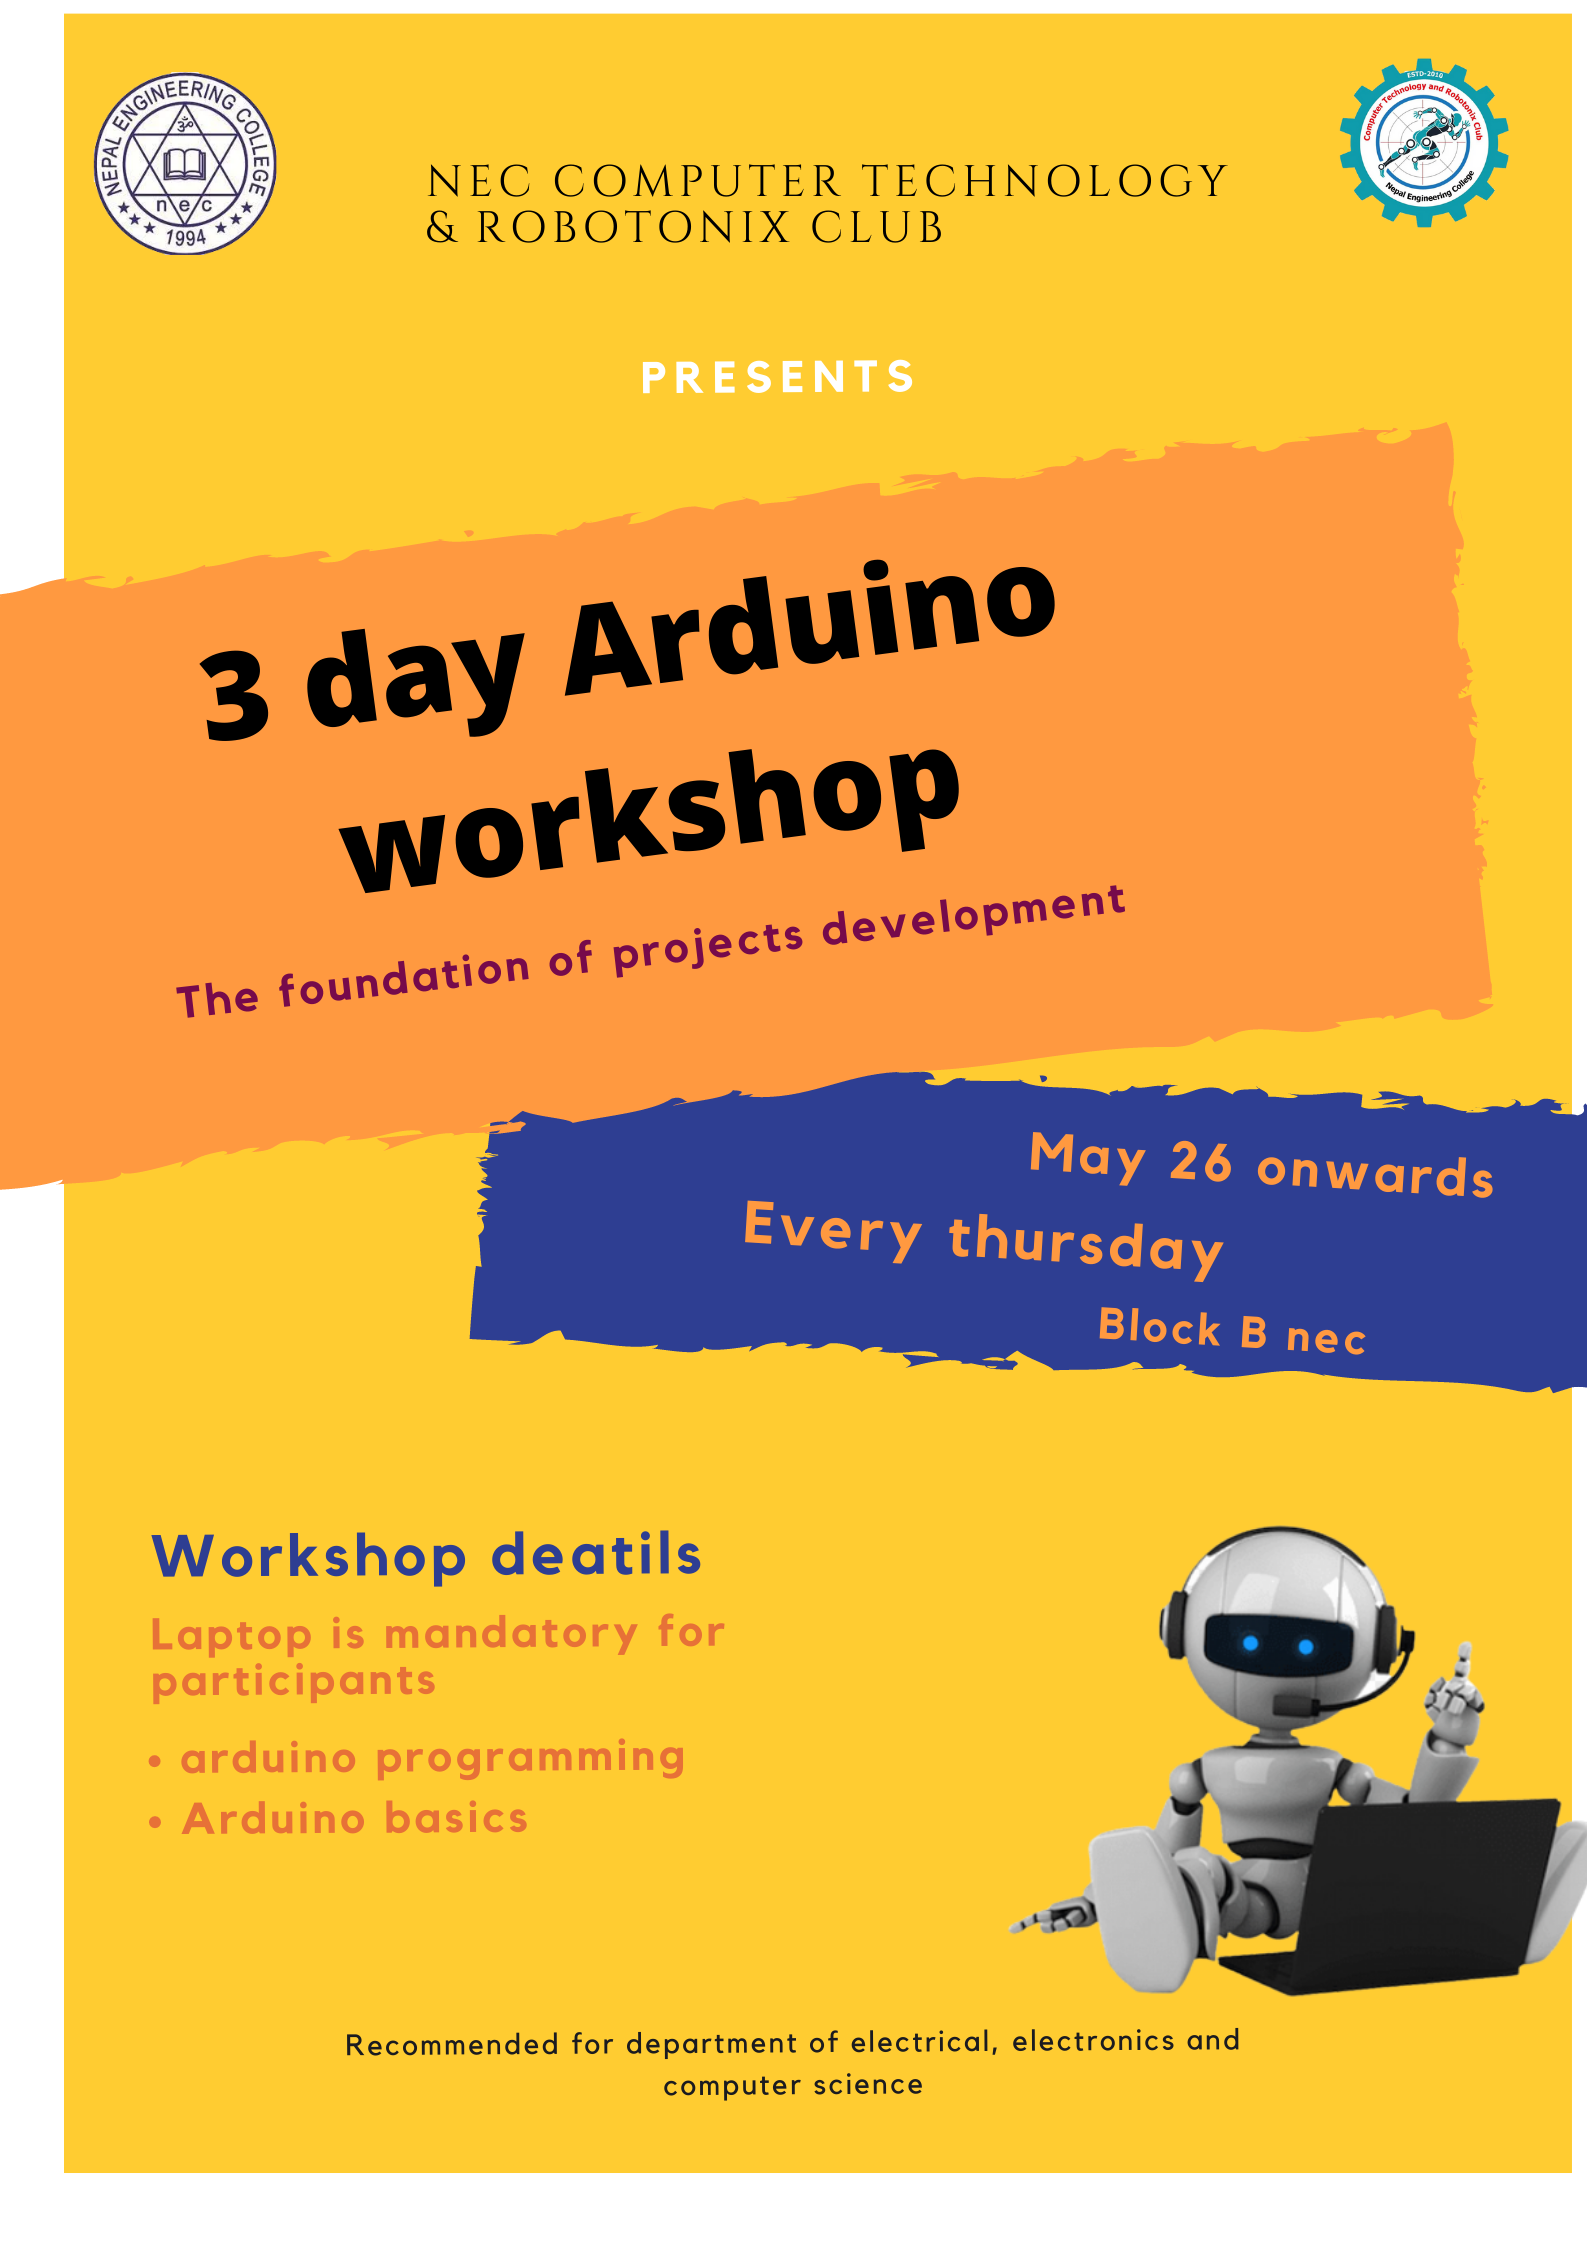 NEPAL ENGINEERING COLLEGE
ॐ
nec
1994
ESTD-2010
Computer Technology and Robotonix Club
Nepal Engineering College
NEC COMPUTER TECHNOLOGY
& ROBOTONIX CLUB
PRESENTS
3 day Arduino
workshop
The foundation of projects development
May 26 onwards
Every thursday
Block B nec
Workshop deatils
Laptop is mandatory for
participants
• arduino programming
• Arduino basics
Recommended for department of electrical, electronics and
computer science